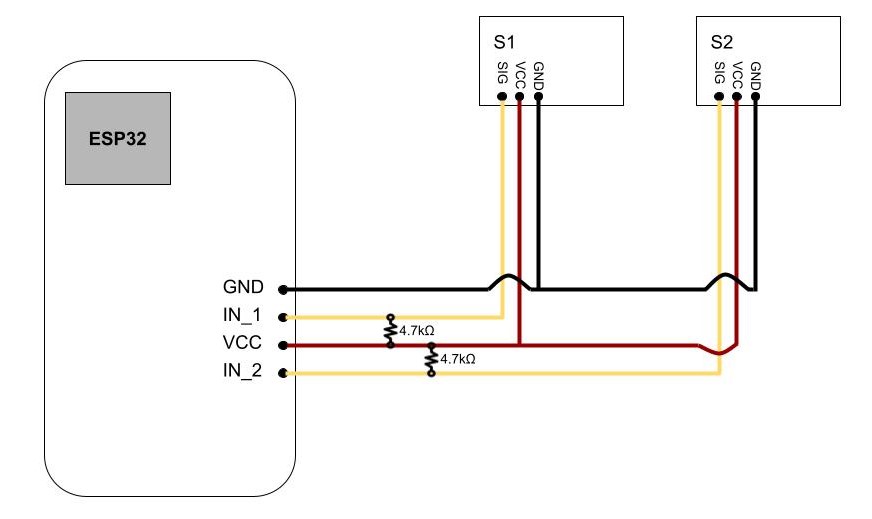 S1
SIG
VCC
GND
S2
SIG
VCC
GND
ESP32
GND
IN_1
4.7kΩ
VCC
4.7kΩ
IN_2